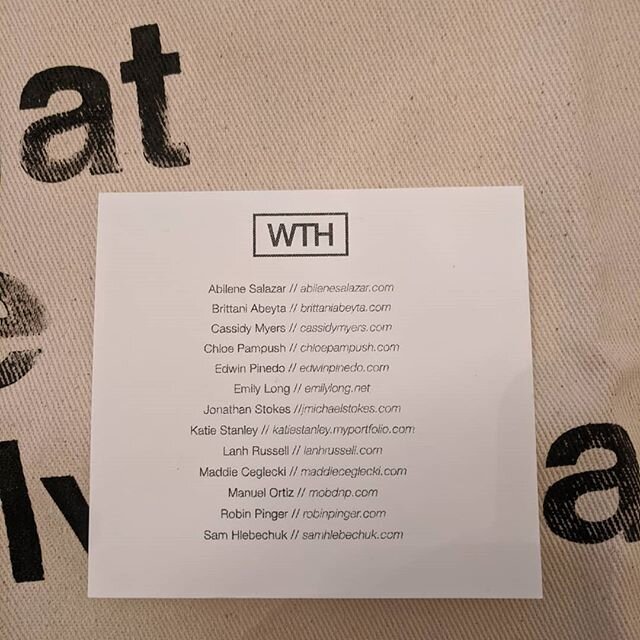 at
WTH
Abilene Salazar // abilenesalazar.com
Brittani Abeyta // brittaniabeyta.com
Cassidy Myers // cassidymyers.com
Chloe Pampush // chloepampush.com
Edwin Pinedo // edwinpinedo.com
Emily Long // emilylong.net
Jonathan Stokes //jmichaelstokes.com
Katie Stanley // katiestanley.myportfolio.com
Lanh Russell // lanhrussell.com
Maddie Ceglecki // maddieceglecki.com
Manuel Ortiz // mobdnp.com
Robin Pinger // robinpinger.com
Sam Hlebechuk // samhlebechuk.com